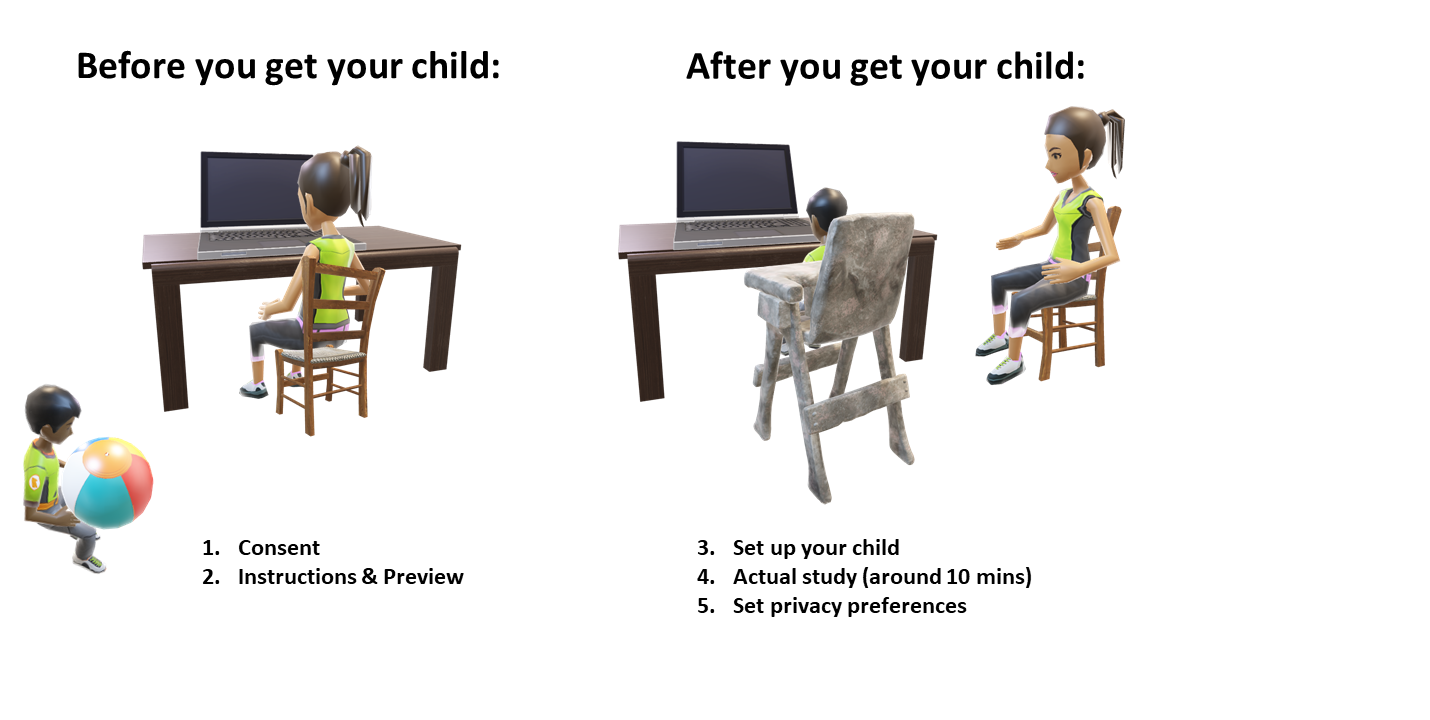 Before you get your child:
After you get your child:
1. Consent
2. Instructions & Preview
3. Set up your child
4. Actual study (around 10 mins)
5. Set privacy preferences